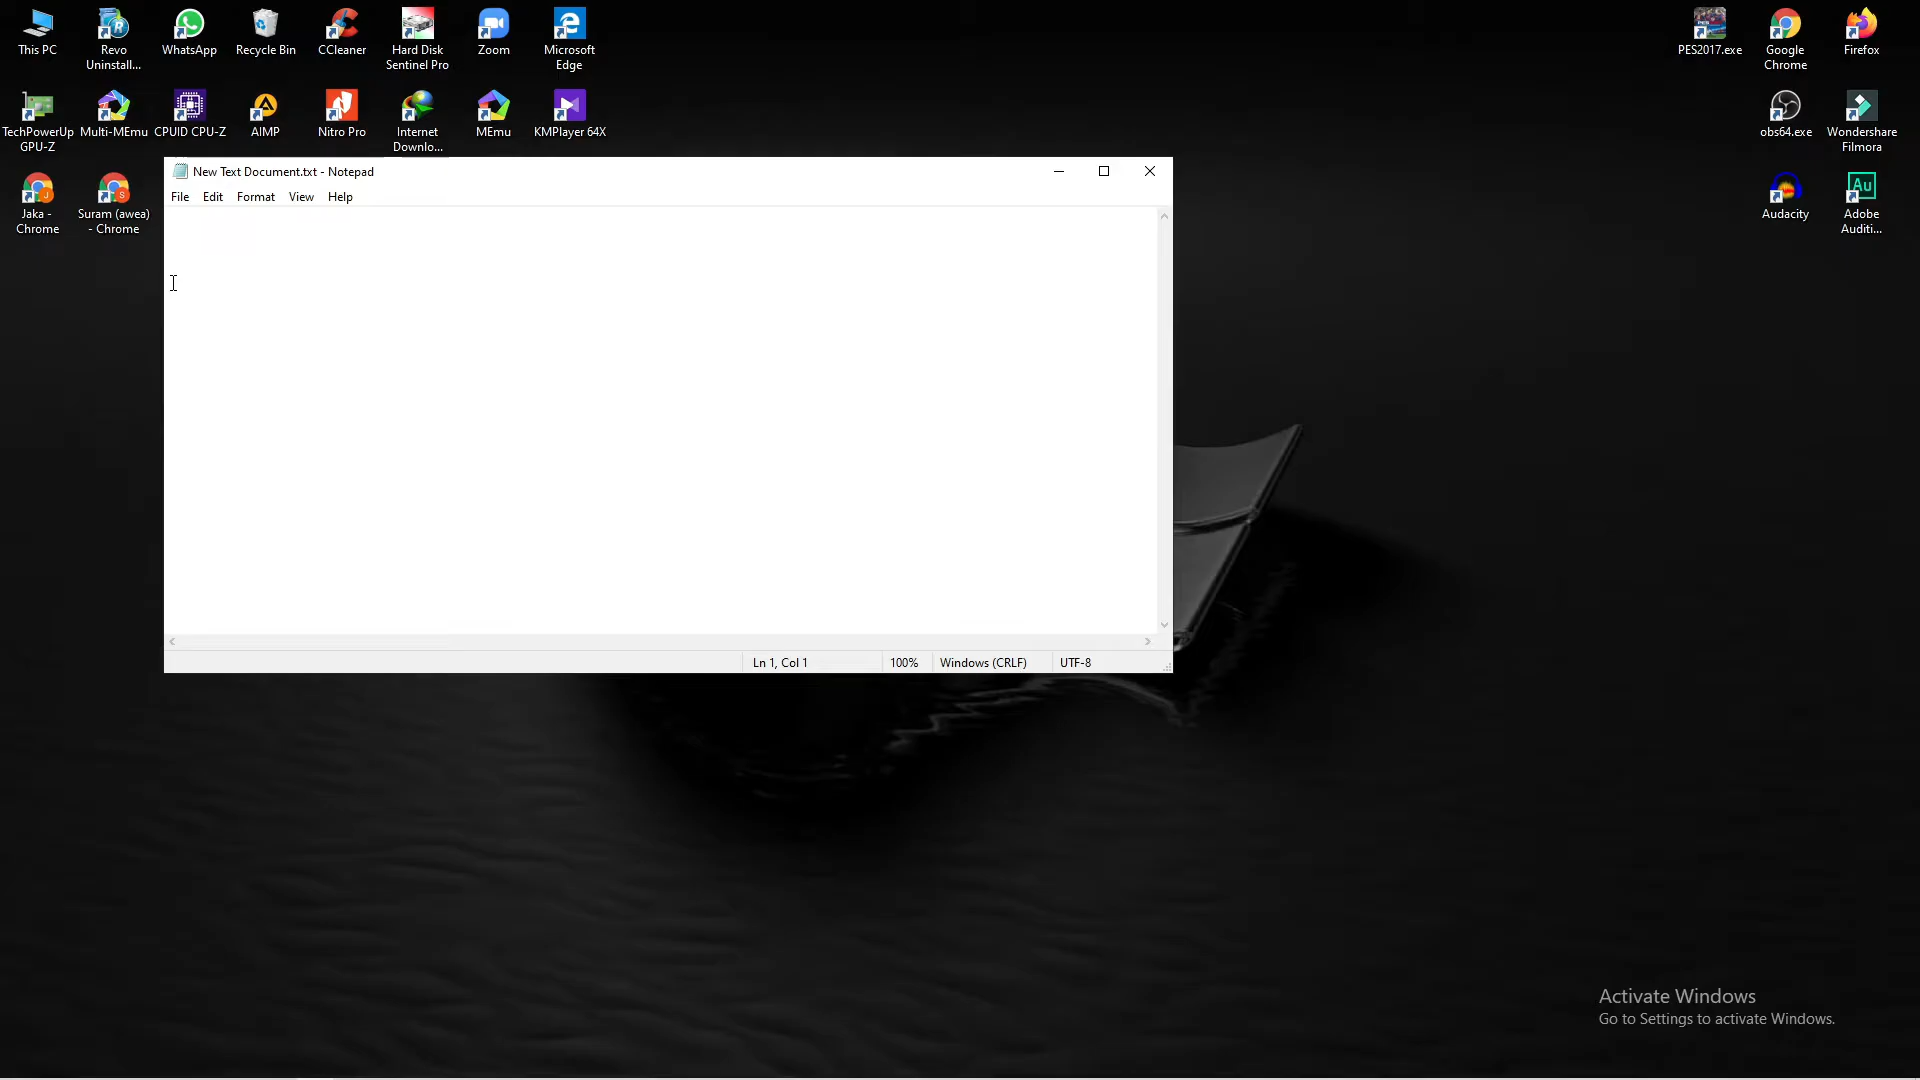 This PC
Revo
Uninstall...
WhatsApp
Recycle Bin
CCleaner
Hard Disk
Sentinel Pro
Zoom
Microsoft
Edge
PES2017.exe
Google
Chrome
Firefox
TechPowerUp
GPU-Z
Multi-MEmu
CPUID CPU-Z
AIMP
Nitro Pro
Internet
Downlo...
MEmu
KMPlayer 64X
obs64.exe
Wondershare
Filmora
Jaka -
Chrome
Suram (awea)
- Chrome
Audacity
Au
Adobe
Auditi...
New Text Document.txt - Notepad
File Edit Format View Help
Ln 1, Col 1 100% Windows (CRLF) UTF-8
Activate Windows
Go to Settings to activate Windows.